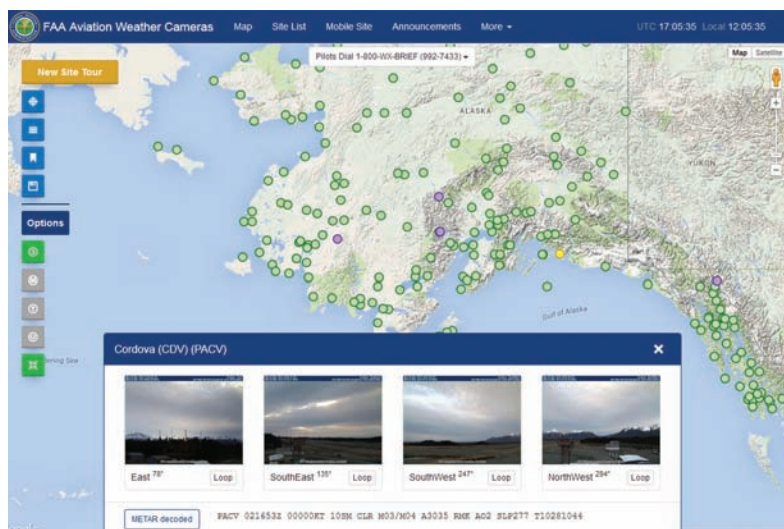 FAA Aviation Weather Cameras Map Site List Mobile Site Announcements More UTC 17:05:35 Local 12:05:35
Pilots Dial 1-800-WX-BRIEF (992-7433)
Map Satellite
New Site Tour
ALASKA
YUKON
Options
Gulf of Alaska
ering Sea
Cordova (CDV) (PACV)
East 78° Loop SouthEast 135° Loop SouthWest 247° Loop NorthWest 294° Loop
METAR decoded PACV 021653Z 00000KT 10SM CLR M03/M04 A3035 RMK AO2 SLP277 T10281044